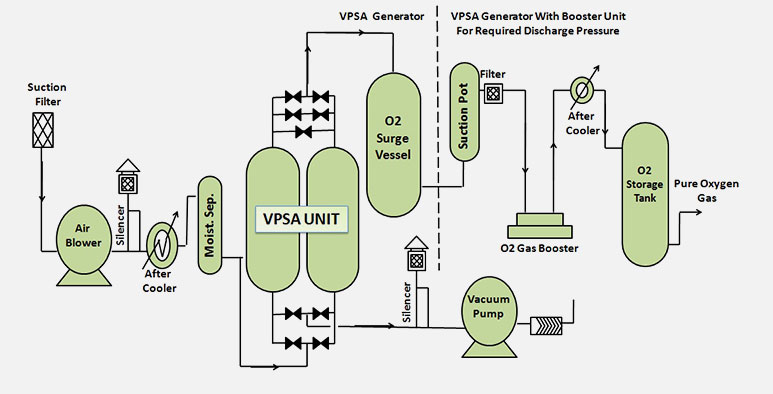 VPSA Generator
VPSA Generator With Booster Unit
For Required Discharge Pressure
Suction
Filter
Silencer
Air
Blower
After
Cooler
Moist. Sep.
VPSA UNIT
O2
Surge
Vessel
Suction Pot
Filter
O2 Gas Booster
After
Cooler
O2
Storage
Tank
Pure Oxygen
Gas
Silencer
Vacuum
Pump